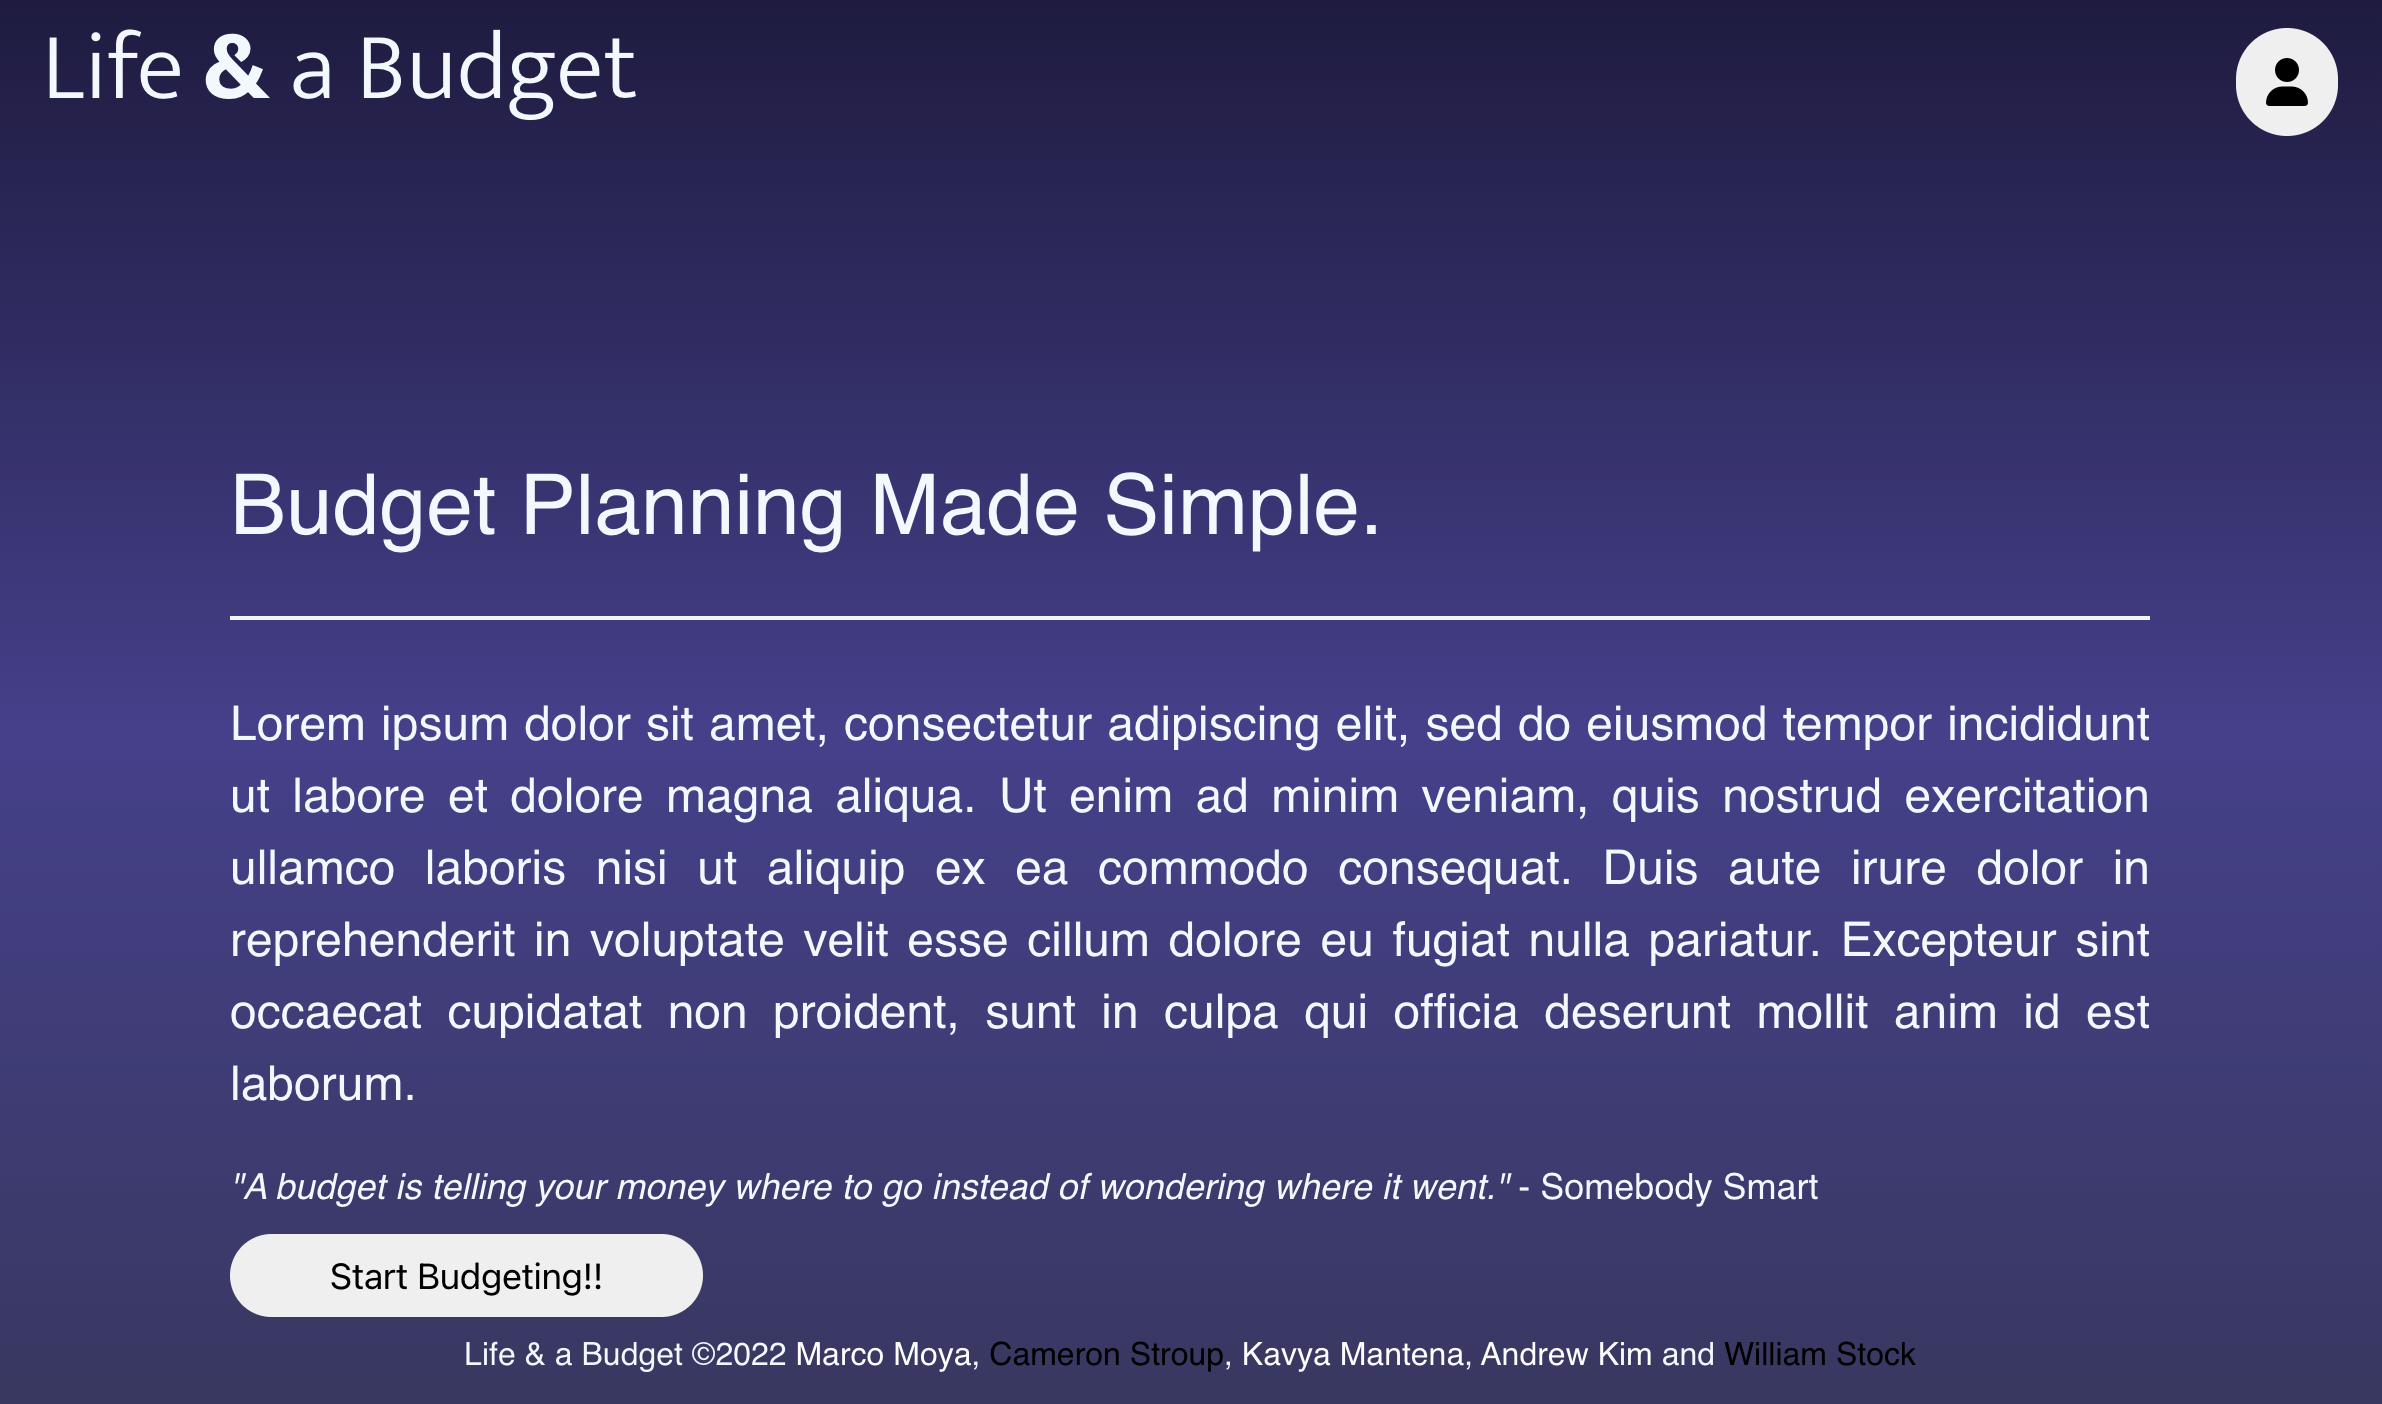 Life & a Budget
Budget Planning Made Simple.
Lorem ipsum dolor sit amet, consectetur adipiscing elit, sed do eiusmod tempor incididunt
ut labore et dolore magna aliqua. Ut enim ad minim veniam, quis nostrud exercitation
ullamco laboris nisi ut aliquip ex ea commodo consequat. Duis aute irure dolor in
reprehenderit in voluptate velit esse cillum dolore eu fugiat nulla pariatur. Excepteur sint
occaecat cupidatat non proident, sunt in culpa qui officia deserunt mollit anim id est
laborum.
"A budget is telling your money where to go instead of wondering where it went." - Somebody Smart
Start Budgeting!!
Life & a Budget ©2022 Marco Moya, Cameron Stroup, Kavya Mantena, Andrew Kim and William Stock